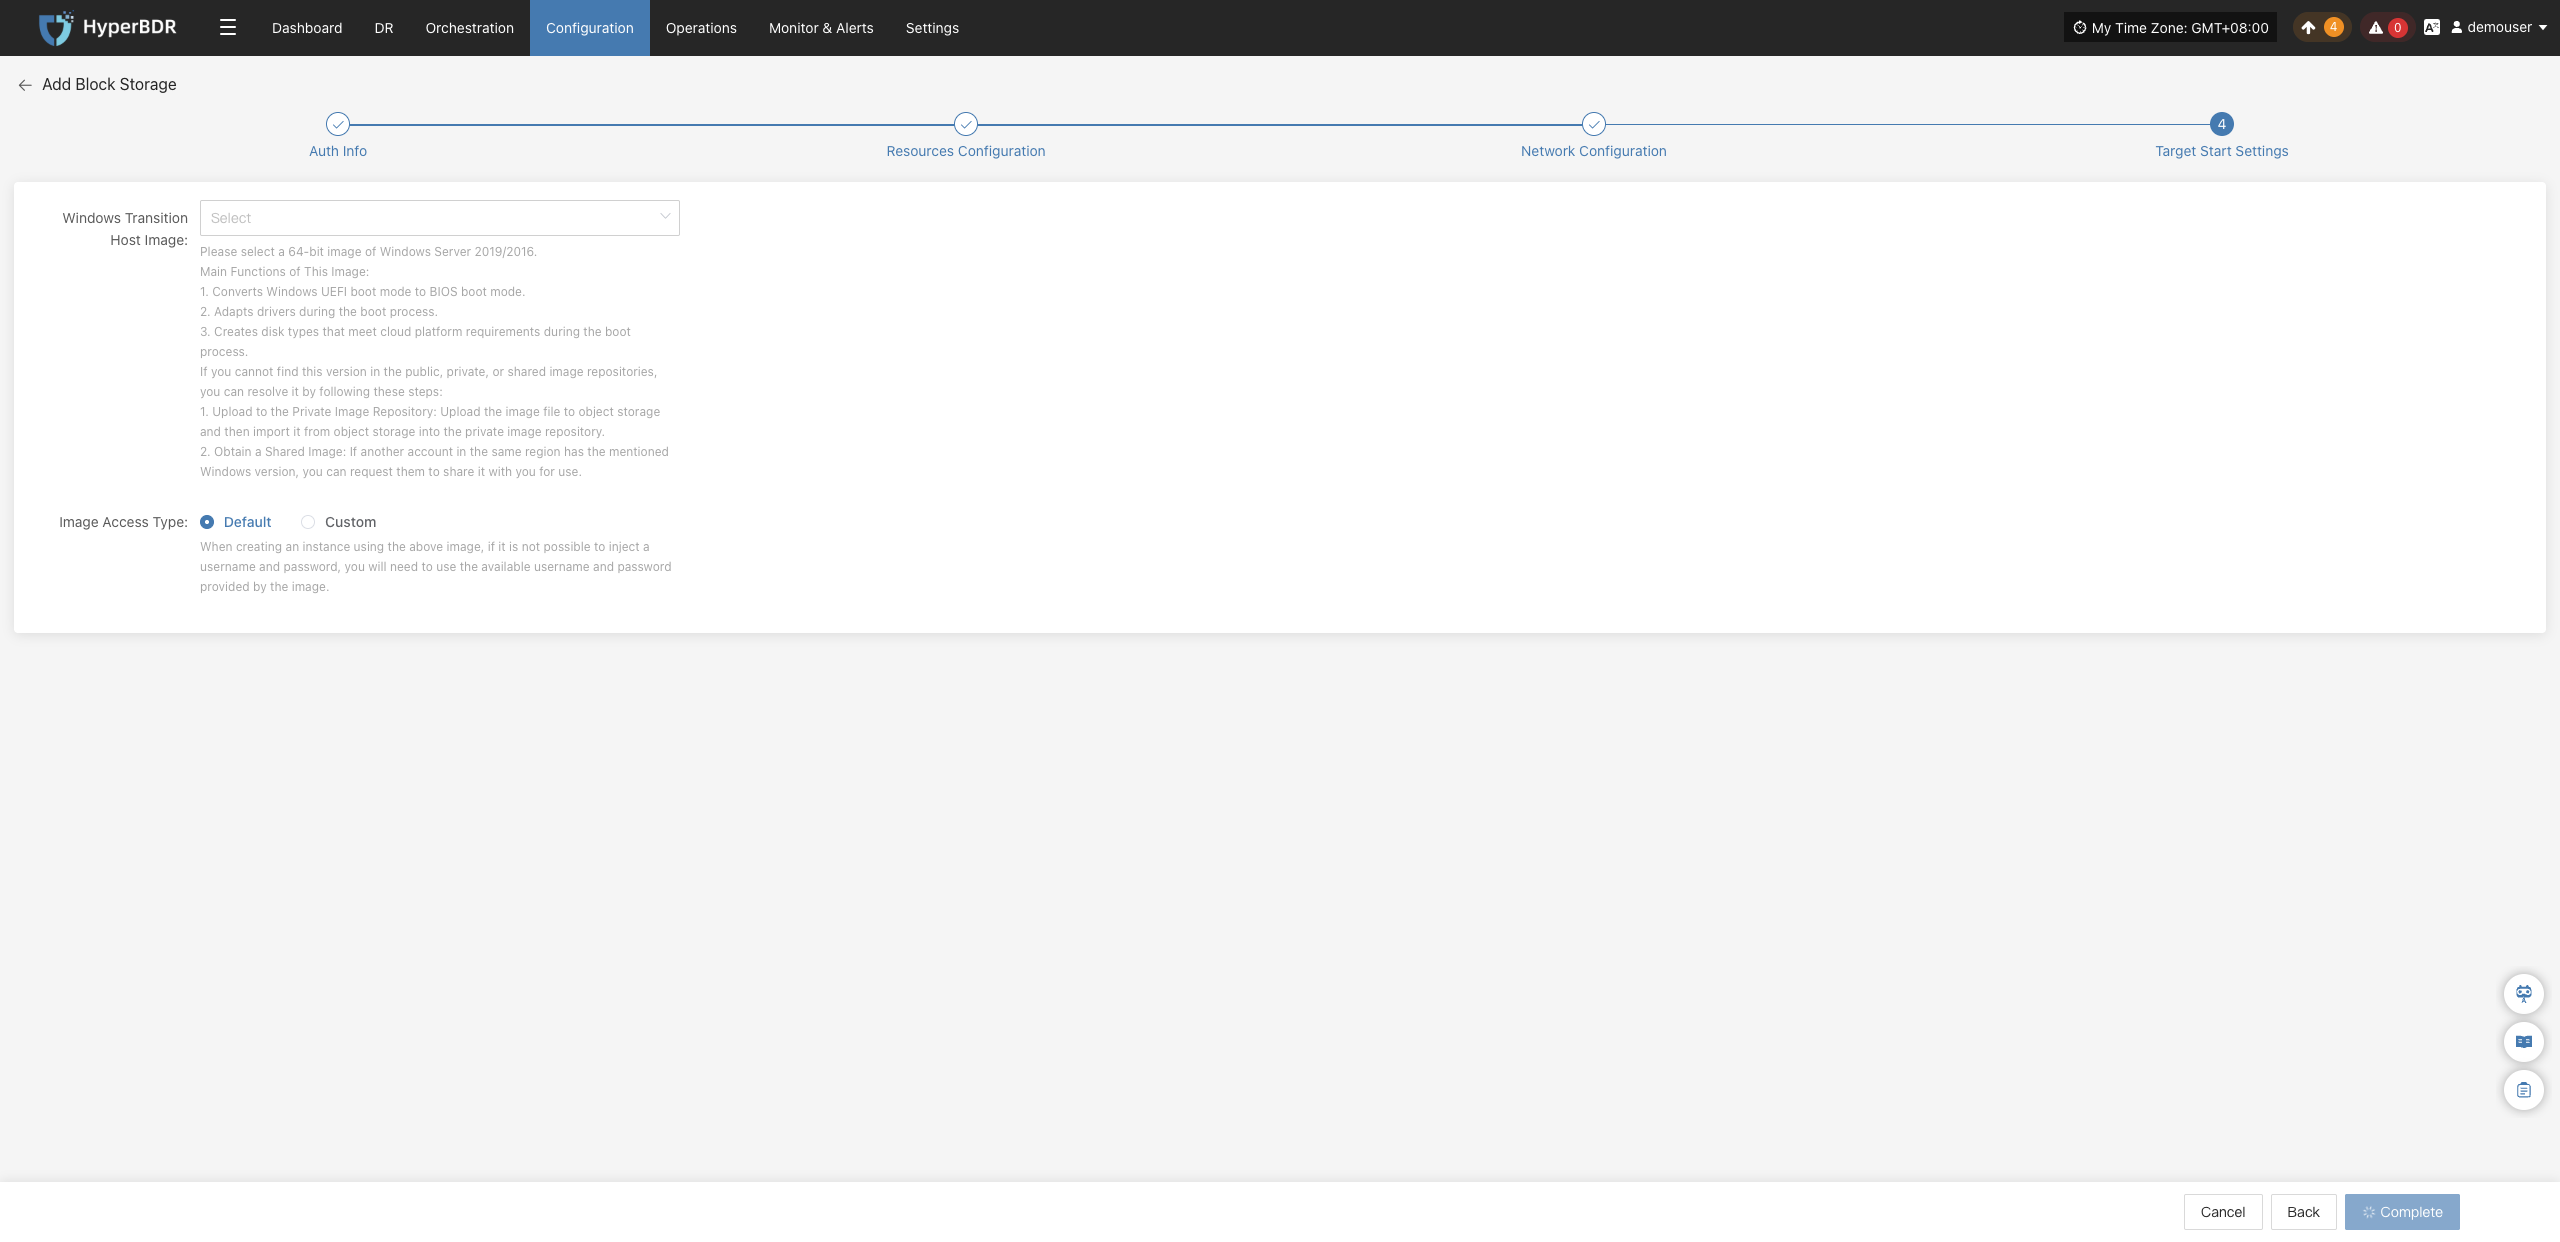 HyperBDR
Dashboard DR Orchestration Configuration Operations Monitor & Alerts Settings
My Time Zone: GMT+08:00 4 0 demouser
Add Block Storage
4
Auth Info Resources Configuration Network Configuration Target Start Settings
Windows Transition
Host Image:
Select
Please select a 64-bit image of Windows Server 2019/2016.
Main Functions of This Image:
1. Converts Windows UEFI boot mode to BIOS boot mode.
2. Adapts drivers during the boot process.
3. Creates disk types that meet cloud platform requirements during the boot
process.
If you cannot find this version in the public, private, or shared image repositories,
you can resolve it by following these steps:
1. Upload to the Private Image Repository: Upload the image file to object storage
and then import it from object storage into the private image repository.
2. Obtain a Shared Image: If another account in the same region has the mentioned
Windows version, you can request them to share it with you for use.
Image Access Type: Default Custom
When creating an instance using the above image, if it is not possible to inject a
username and password, you will need to use the available username and password
provided by the image.
Cancel Back Complete